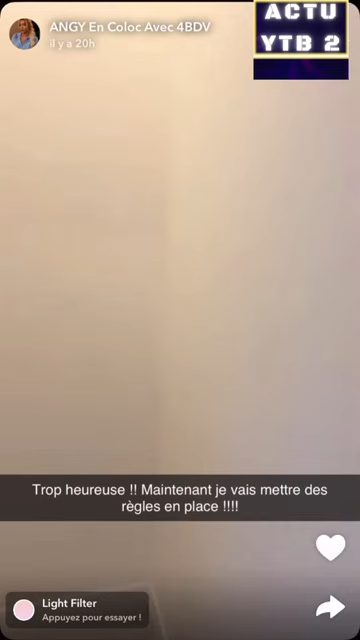 ACTU
YTB 2
ANGY En Coloc Avec 4BDV
il y a 20h
Trop heureuse !! Maintenant je vais mettre des
règles en place !!!!
Light Filter
Appuyez pour essayer !